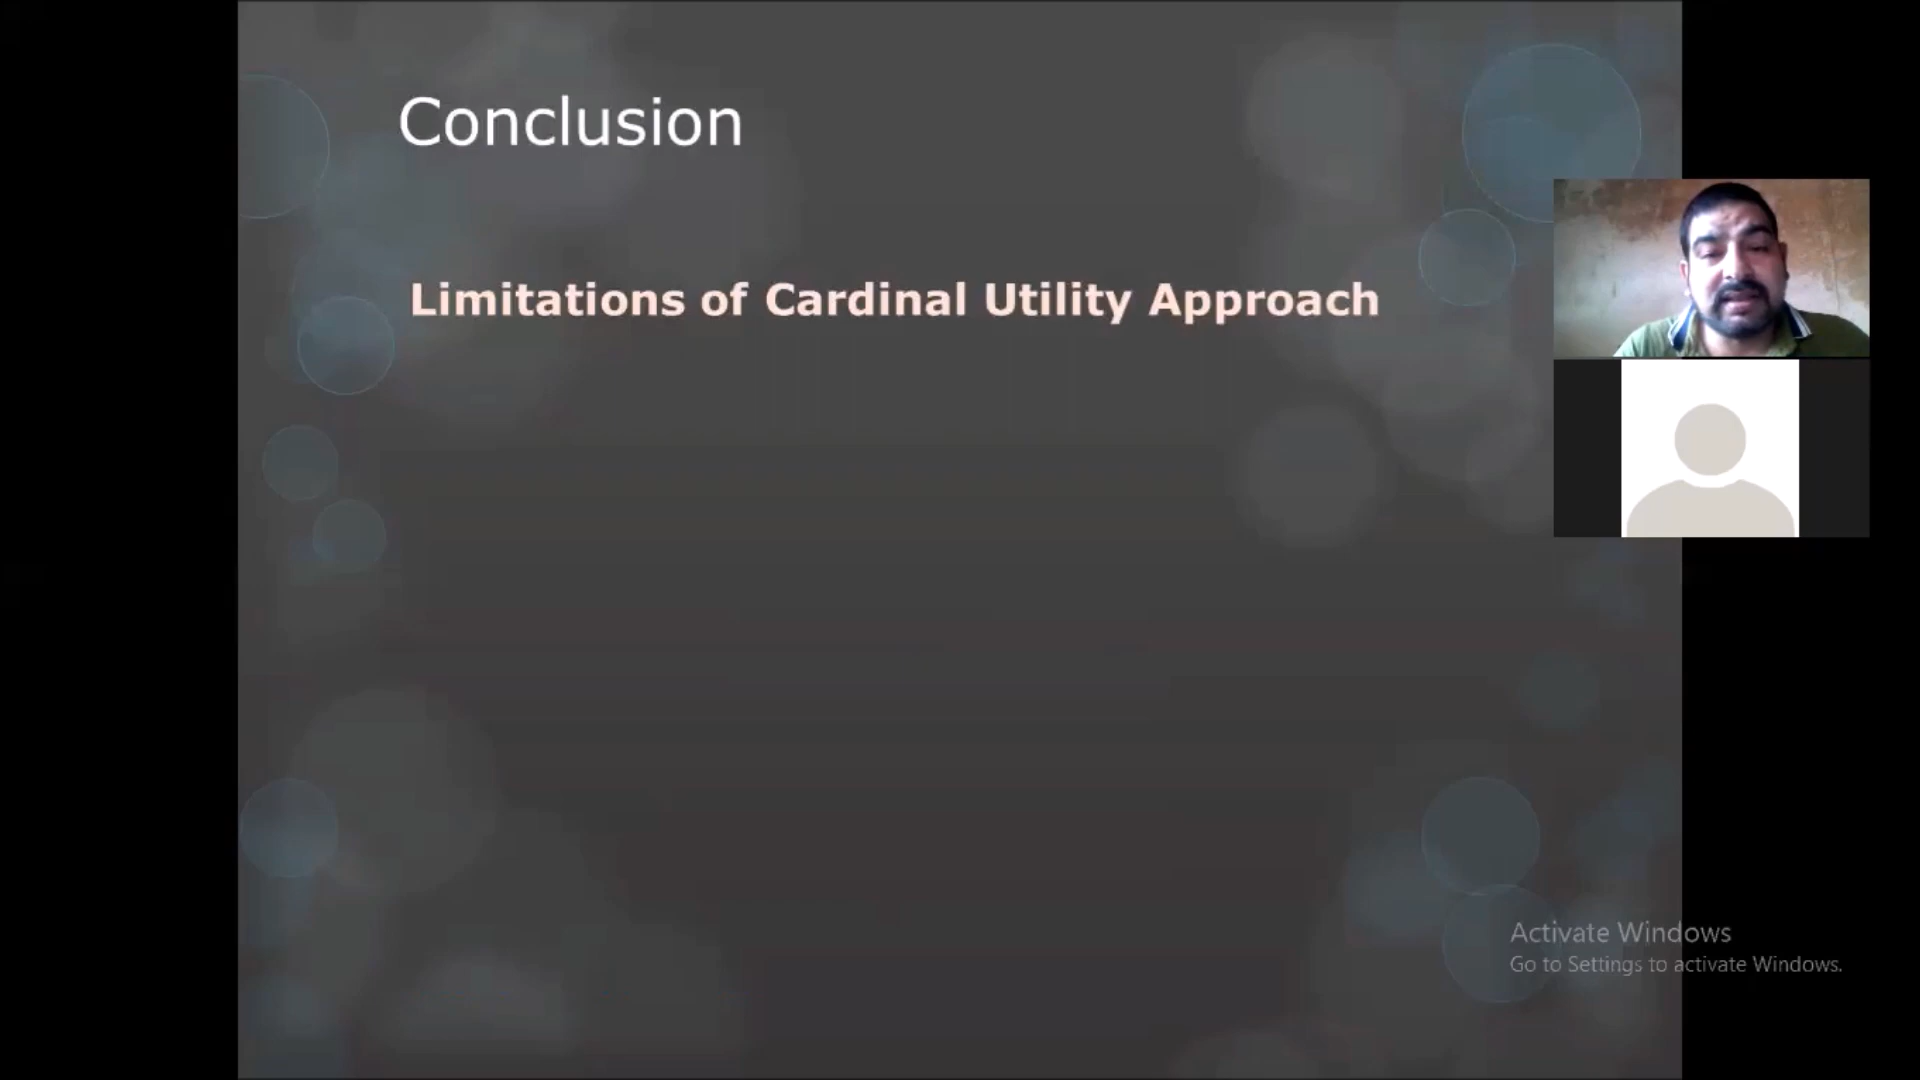 Conclusion
Limitations of Cardinal Utility Approach
Activate Windows
Go to Settings to activate Windows.